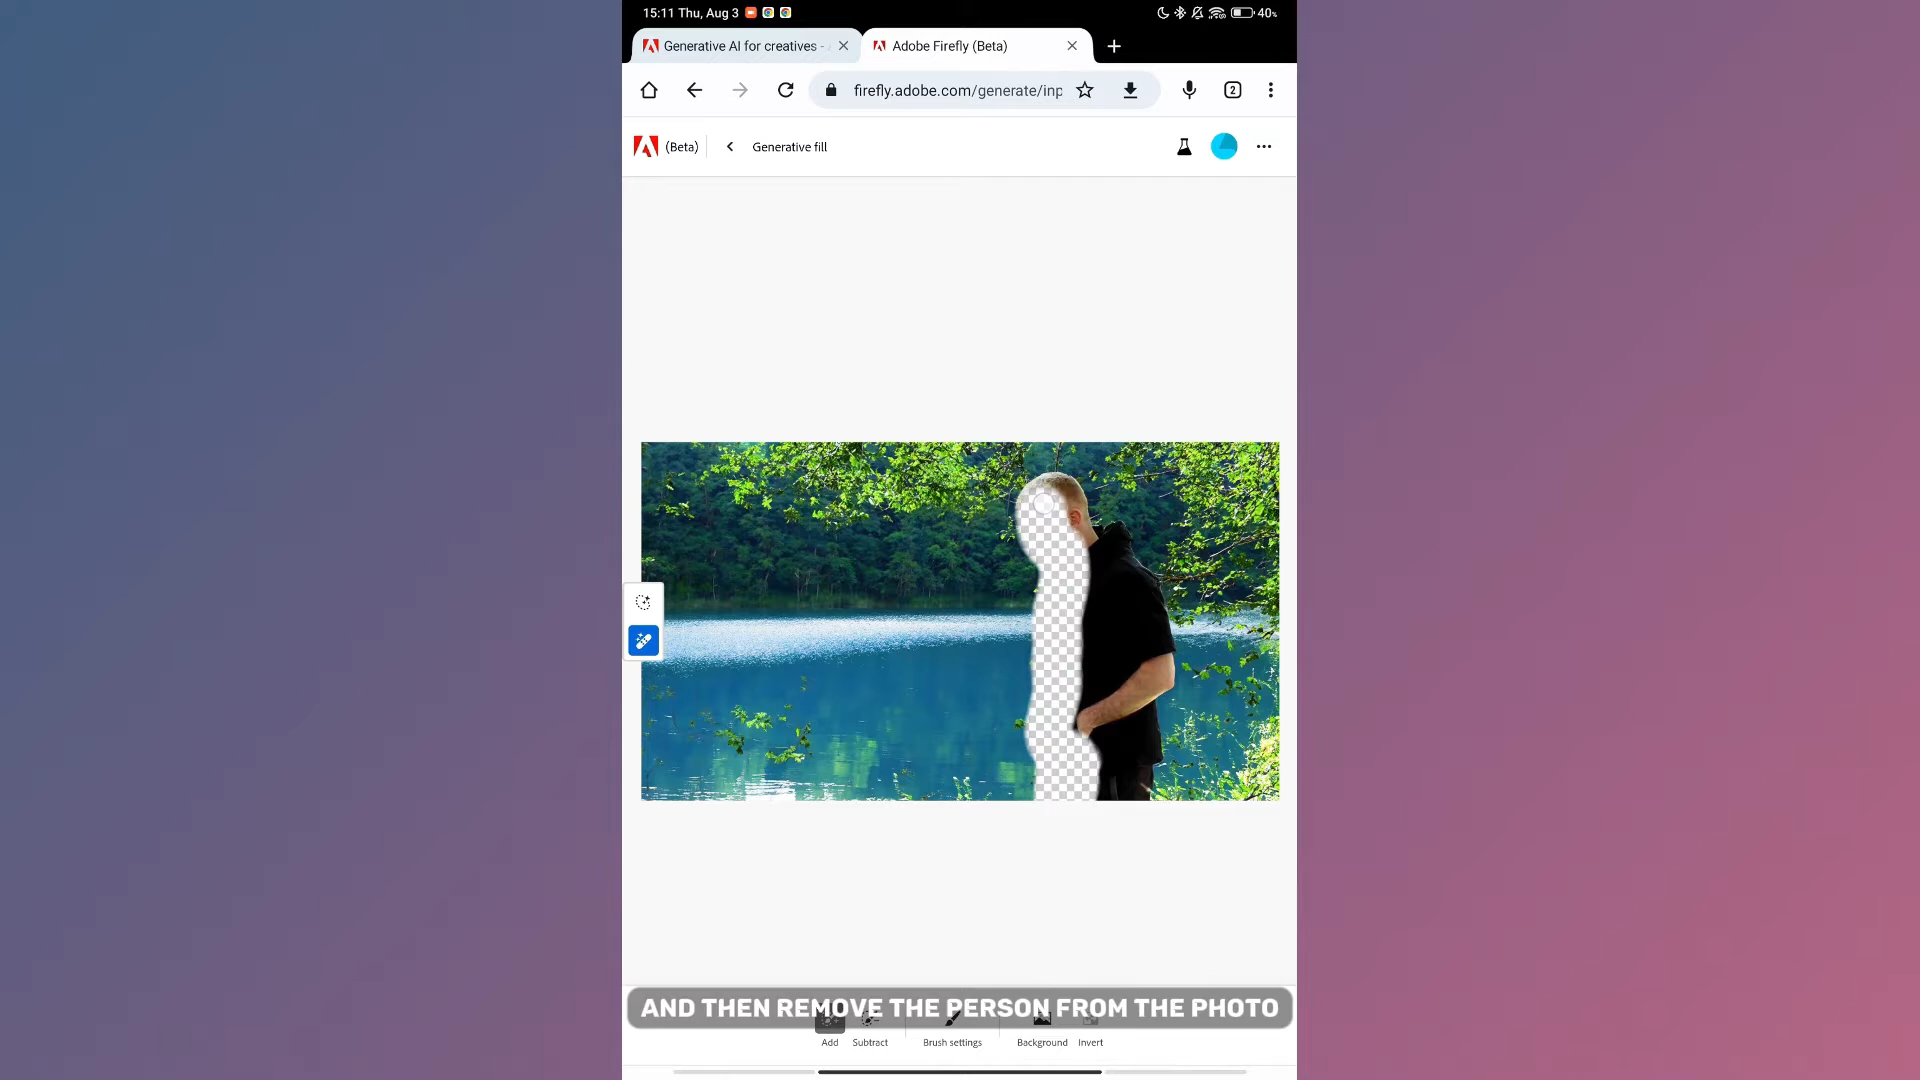 15:11 Thu, Aug 3
40%
Generative AI for creatives -
Adobe Firefly (Beta)
firefly.adobe.com/generate/inp
2
(Beta)
Generative fill
AND THEN REMOVE THE PERSON FROM THE PHOTO
Add
Subtract
Brush settings
Background
Invert